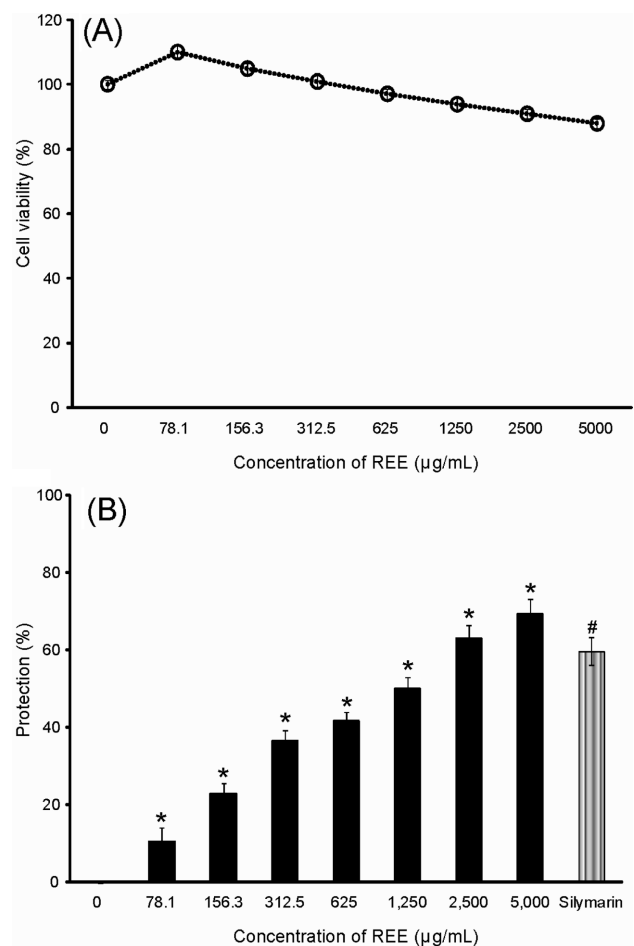 (A)
120
100
80
60
40
20
0
Cell viability (%)
0 78.1 156.3 312.5 625 1250 2500 5000
Concentration of REE (µg/mL)
(B)
100
80
60
40
20
0
Protection (%)
* * * * * * * #
0 78.1 156.3 312.5 625 1,250 2,500 5,000 Silymarin
Concentration of REE (µg/mL)